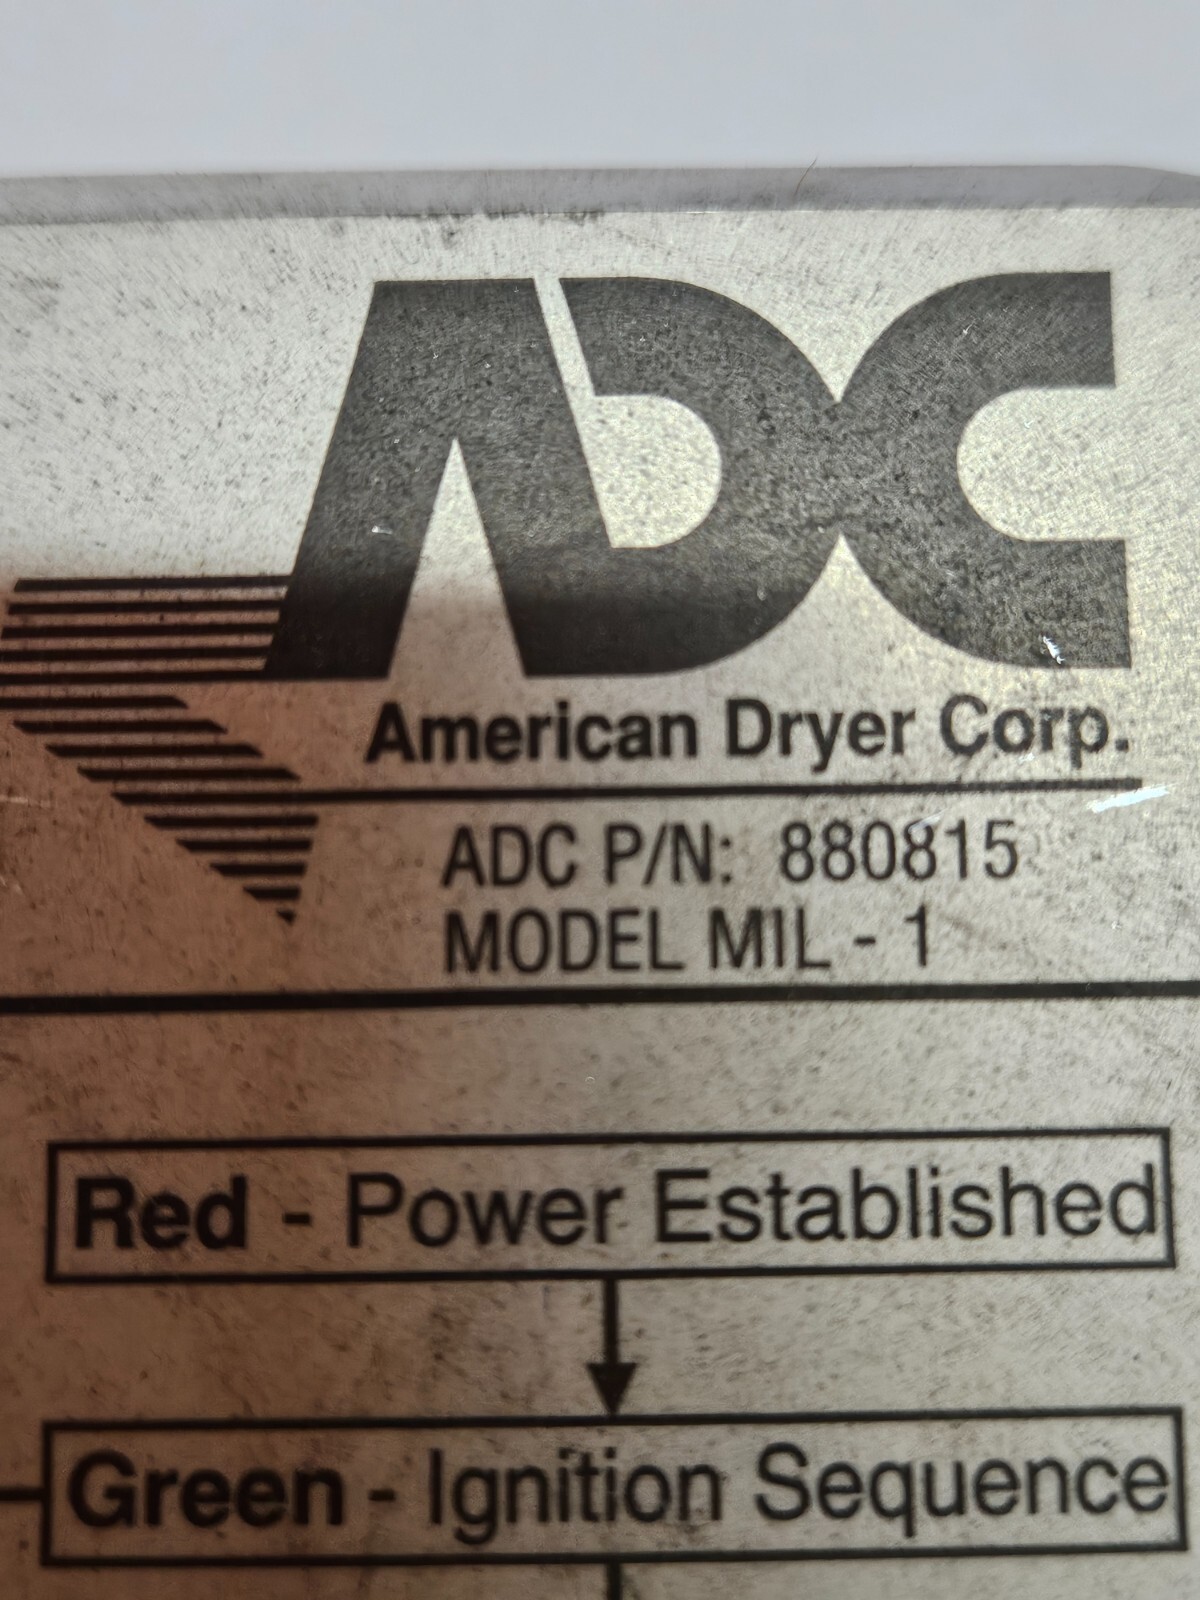 ADC
American Dryer Corp.
ADC P/N: 880815
MODEL MIL - 1
Red - Power Established
Green - Ignition Sequence